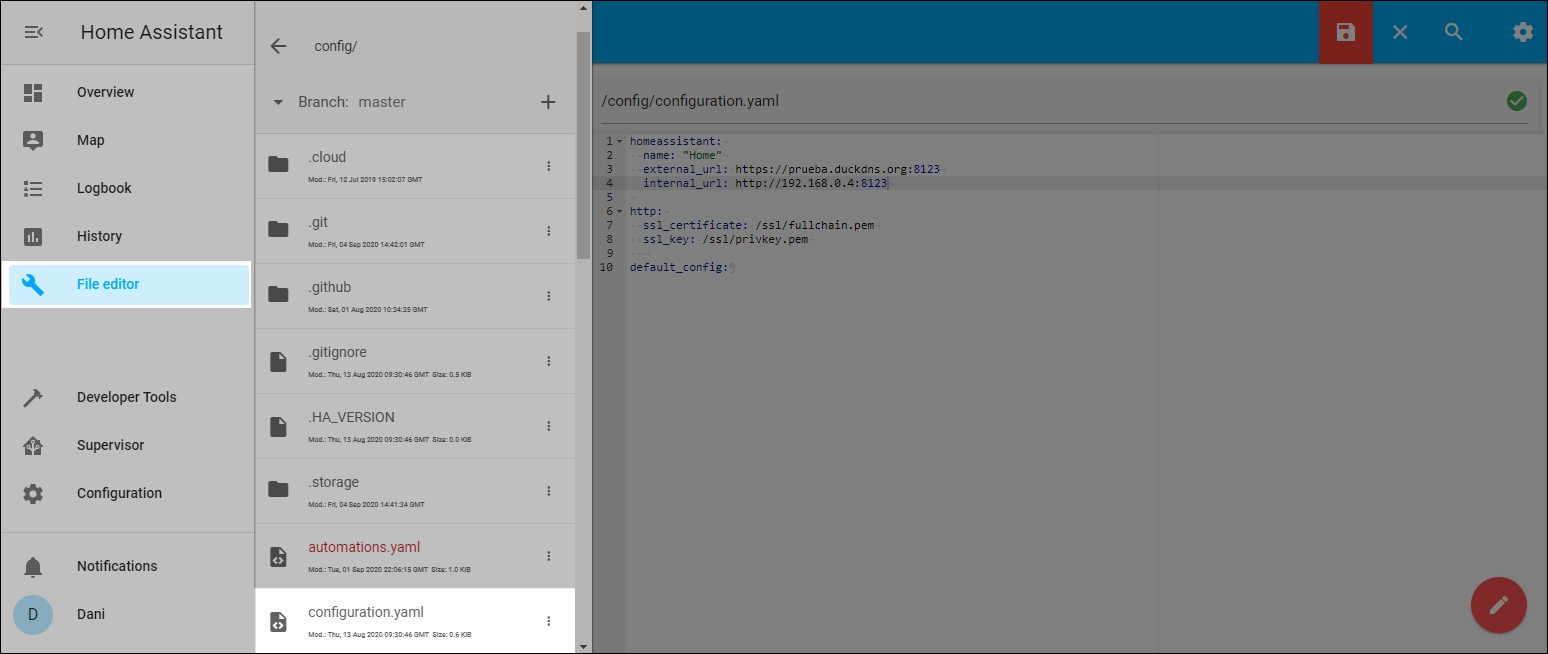 Home Assistant
Overview
Map
Logbook
History
File editor
Developer Tools
Supervisor
Configuration
Notifications
D
Dani
config/
Branch: master
.cloud
Mod.: Fri, 12 Jul 2019 15:02:07 GMT
.git
Mod.: Fri, 04 Sep 2020 14:42:01 GMT
.github
Mod.: Sat, 01 Aug 2020 10:34:35 GMT
.gitignore
Mod.: Thu, 13 Aug 2020 09:30:46 GMT Size: 0.5 KiB
.HA_VERSION
Mod.: Thu, 13 Aug 2020 09:30:46 GMT Size: 0.0 KiB
.storage
Mod.: Fri, 04 Sep 2020 14:41:34 GMT
automations.yaml
Mod.: Tue, 01 Sep 2020 22:06:15 GMT Size: 1.0 KiB
configuration.yaml
Mod.: Thu, 13 Aug 2020 09:30:46 GMT Size: 0.6 KiB
/config/configuration.yaml
1 homeassistant:
2   name: "Home"
3   external_url: https://prueba.duckdns.org:8123
4   internal_url: http://192.168.0.4:8123
5
6 http:
7   ssl_certificate: /ssl/fullchain.pem
8   ssl_key: /ssl/privkey.pem
9
10 default_config: